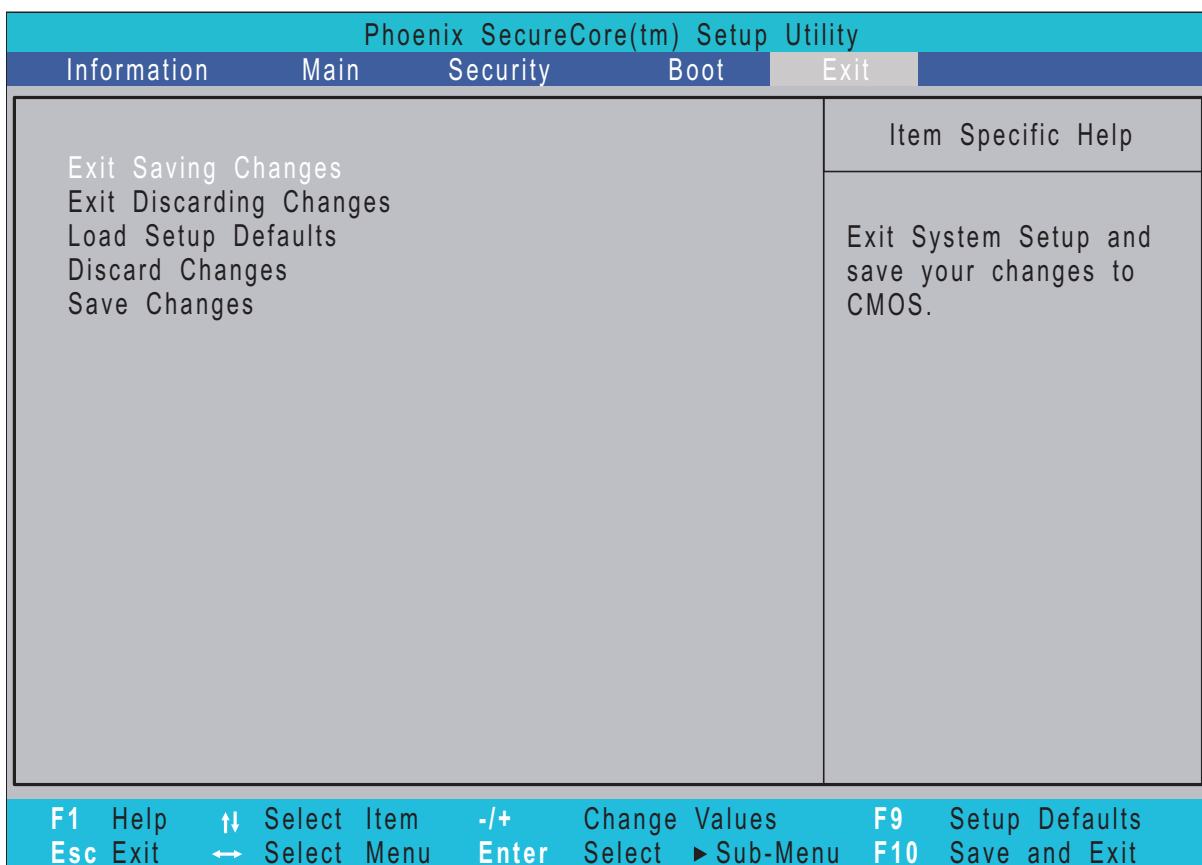 Phoenix SecureCore(tm) Setup Utility
Information Main Security Boot Exit
Item Specific Help
Exit Saving Changes
Exit Discarding Changes
Load Setup Defaults
Discard Changes
Save Changes
Exit System Setup and
save your changes to
CMOS.
F1 Help ↑↓ Select Item -/+ Change Values F9 Setup Defaults
Esc Exit ↔ Select Menu Enter Select ▶ Sub-Menu F10 Save and Exit